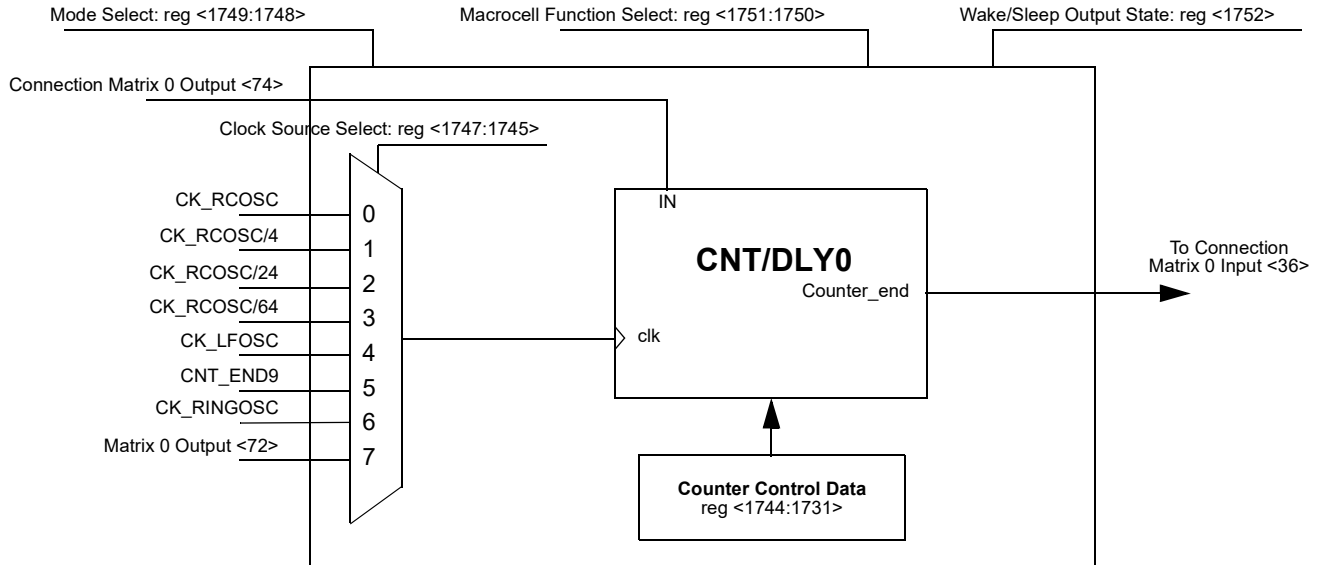 Mode Select: reg <1749:1748>
Macrocell Function Select: reg <1751:1750>
Wake/Sleep Output State: reg <1752>
Connection Matrix 0 Output <74>
Clock Source Select: reg <1747:1745>
CK_RCOSC
0
CK_RCOSC/4
1
CK_RCOSC/24
2
CK_RCOSC/64
3
CK_LFOSC
4
CNT_END9
5
CK_RINGOSC
6
Matrix 0 Output <72>
7
IN
CNT/DLY0
Counter_end
clk
To Connection
Matrix 0 Input <36>
Counter Control Data
reg <1744:1731>